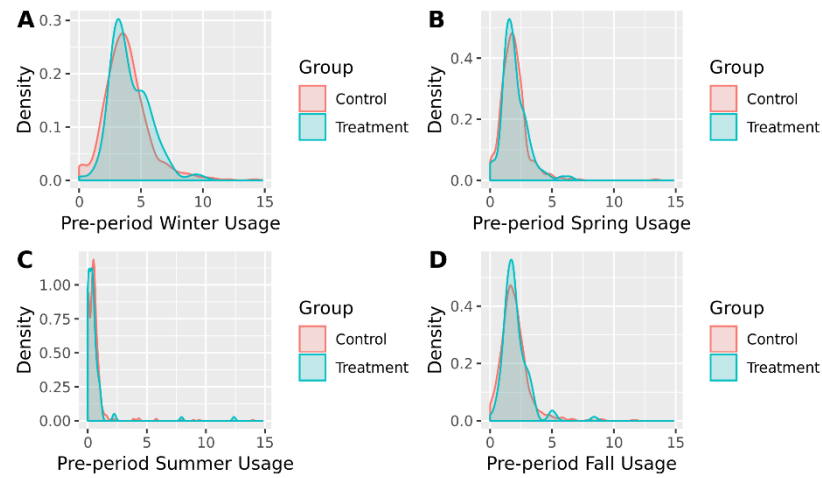 A
Density
0.3
0.2
0.1
0.0
0 5 10 15
Pre-period Winter Usage
Group
Control
Treatment
B
Density
0.4
0.2
0.0
0 5 10 15
Pre-period Spring Usage
Group
Control
Treatment
C
Density
1.00
0.75
0.50
0.25
0.00
0 5 10 15
Pre-period Summer Usage
Group
Control
Treatment
D
Density
0.4
0.2
0.0
0 5 10 15
Pre-period Fall Usage
Group
Control
Treatment